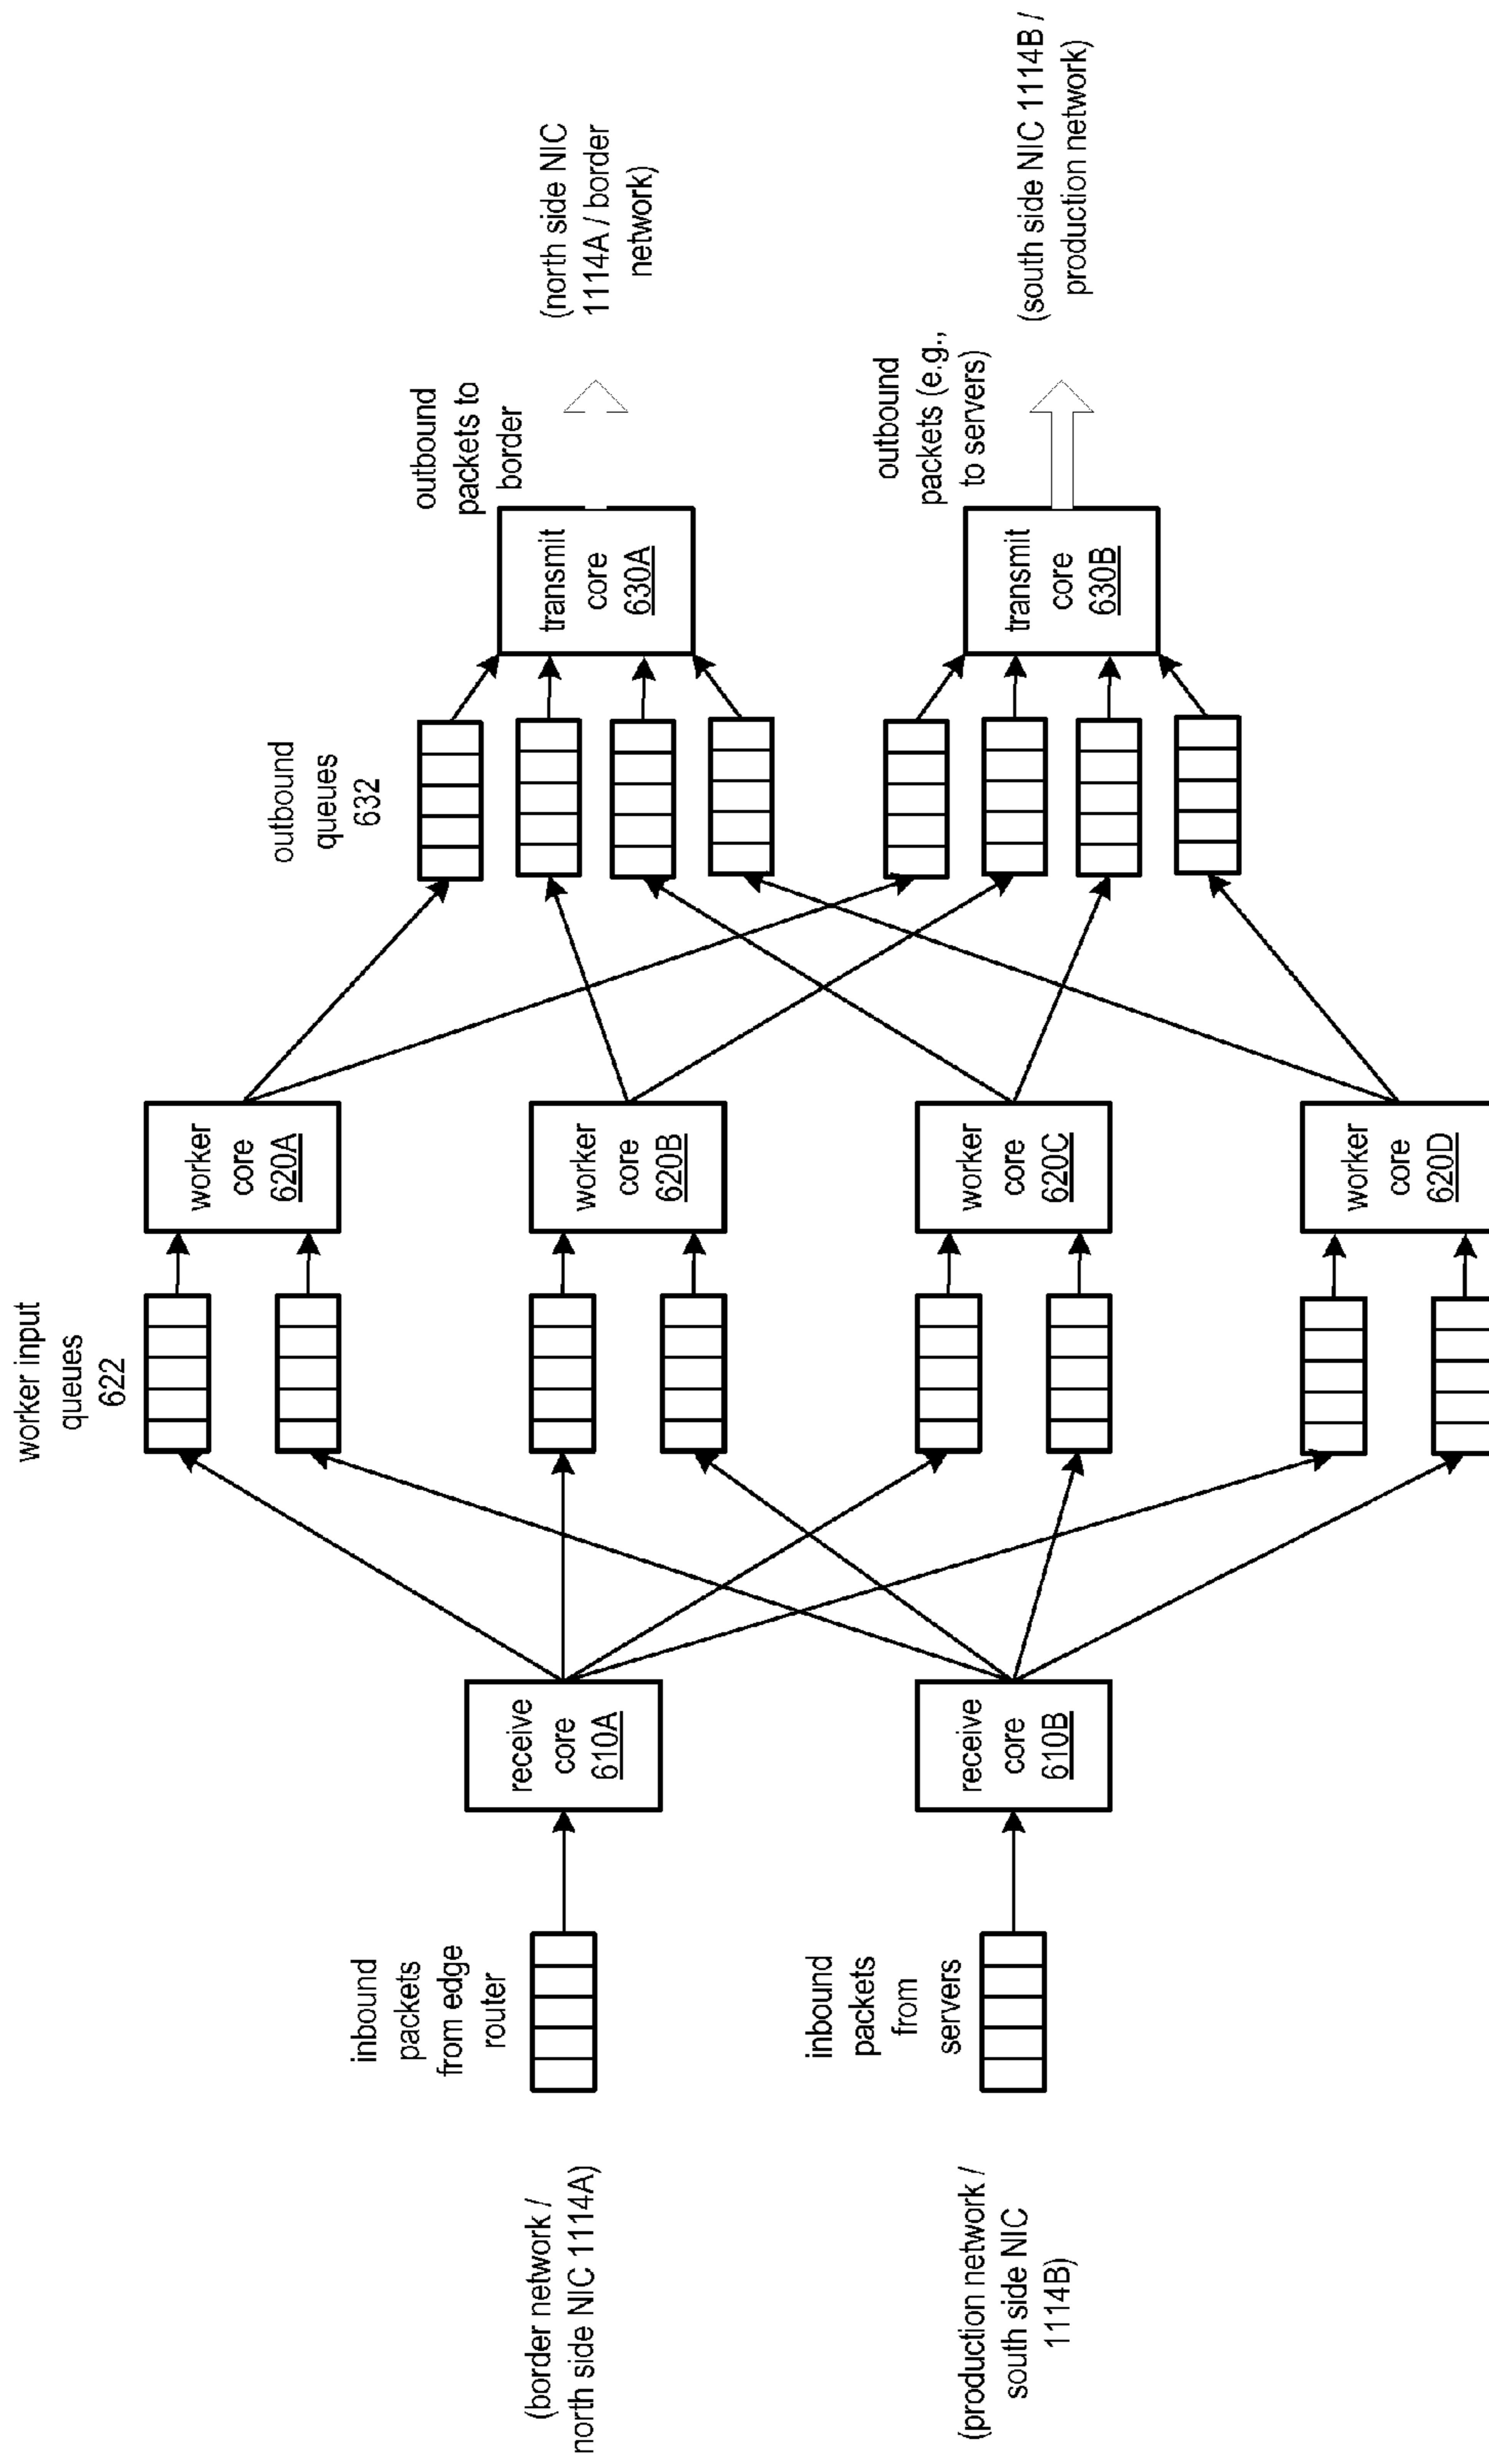 worker input
queues
622
outbound
queues
632
inbound
packets
from edge
router
(border network /
north side NIC 1114A)
receive
core
610A
worker
core
620A
worker
core
620B
transmit
core
630A
outbound
packets to
border
(north side NIC
1114A / border
network)
inbound
packets
from
servers
(production network /
south side NIC
1114B)
receive
core
610B
worker
core
620C
worker
core
620D
transmit
core
630B
outbound
packets (e.g.,
to servers)
(south side NIC 1114B /
production network)